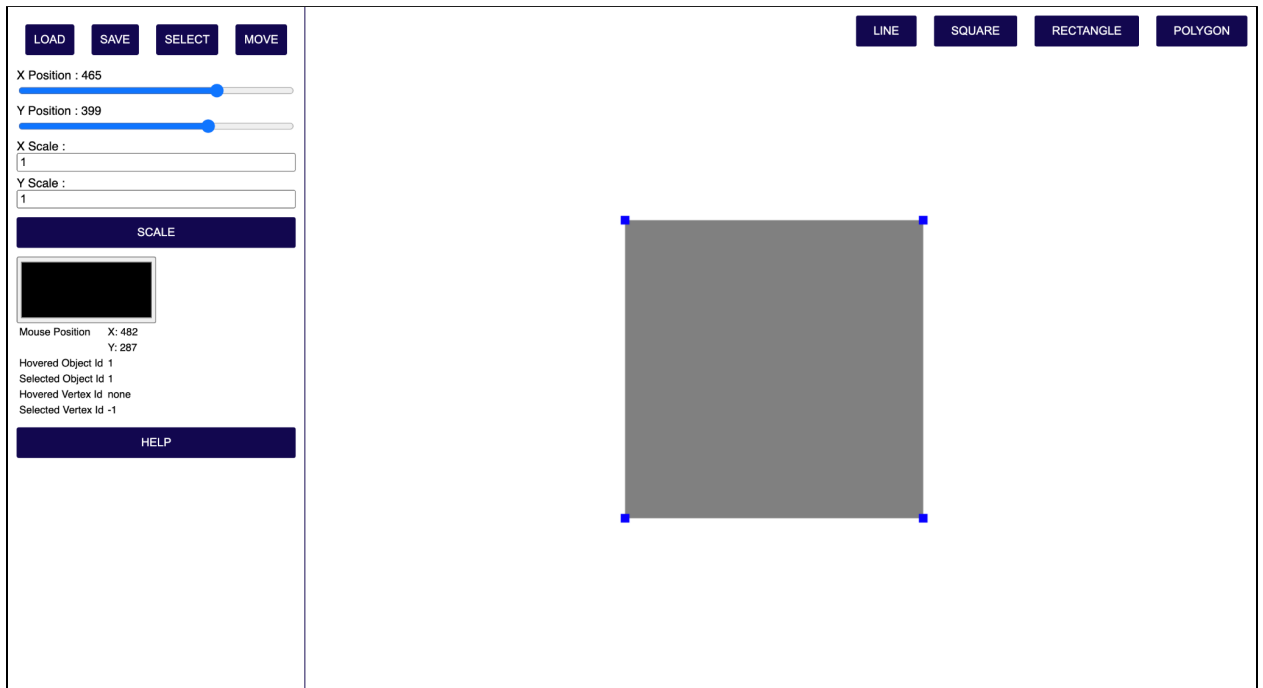 LOAD SAVE SELECT MOVE
LINE SQUARE RECTANGLE POLYGON
X Position : 465
Y Position : 399
X Scale :
1
Y Scale :
1
SCALE
Mouse Position X: 482
Y: 287
Hovered Object Id 1
Selected Object Id 1
Hovered Vertex Id none
Selected Vertex Id -1
HELP